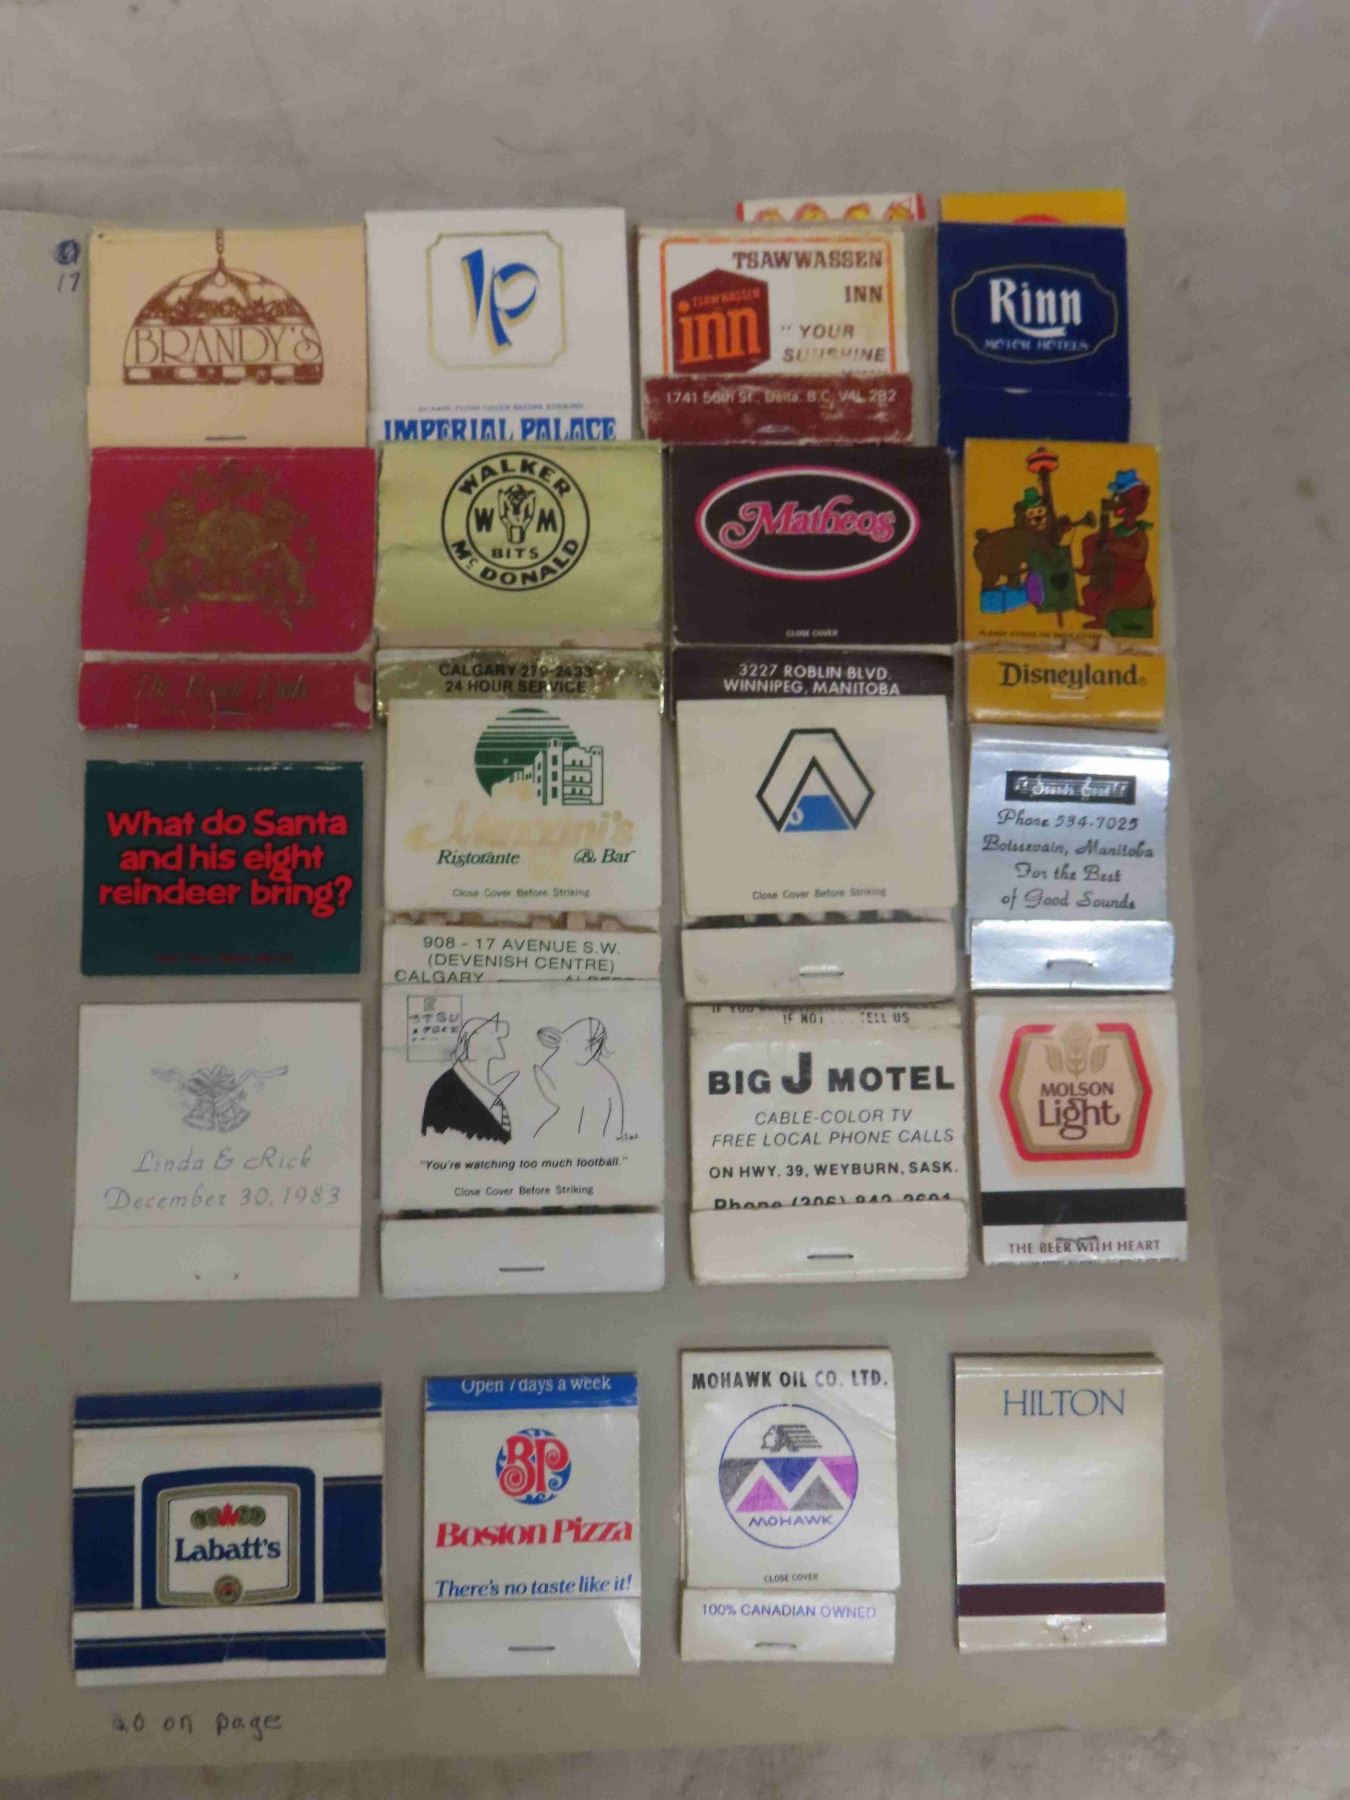 17
BRANDY'S
IP
IMPERIAL PALACE
TSAWWASSEN
INN
TSAWWASSEN
inn
"YOUR
SUNSHINE
1741 56th St., Delta, B.C. V4L 2B2
Rinn
MOTOR HOTELS
WALKER
W M
BITS
McDONALD
CALGARY 279-2433
24 HOUR SERVICE
Matheos
CLOSE COVER
3227 ROBLIN BLVD.
WINNIPEG, MANITOBA
Disneyland
What do Santa
and his eight
reindeer bring?
Ristorante & Bar
Close Cover Before Striking
908 - 17 AVENUE S.W.
(DEVENISH CENTRE)
CALGARY
Close Cover Before Striking
Sounds Good
Phone 534-7025
Boissevain, Manitoba
For the Best
of Good Sounds
Linda & Rick
December 30, 1983
E
"You're watching too much football."
Close Cover Before Striking
IF NOT... TELL US
BIG J MOTEL
CABLE-COLOR TV
FREE LOCAL PHONE CALLS
ON HWY. 39, WEYBURN, SASK.
Phone (306) 842-2691
MOLSON
Light
THE BEER WITH HEART
Labatt's
Open 7 days a week
BP
Boston Pizza
There's no taste like it!
MOHAWK OIL CO. LTD.
MOHAWK
CLOSE COVER
100% CANADIAN OWNED
HILTON
20 on page